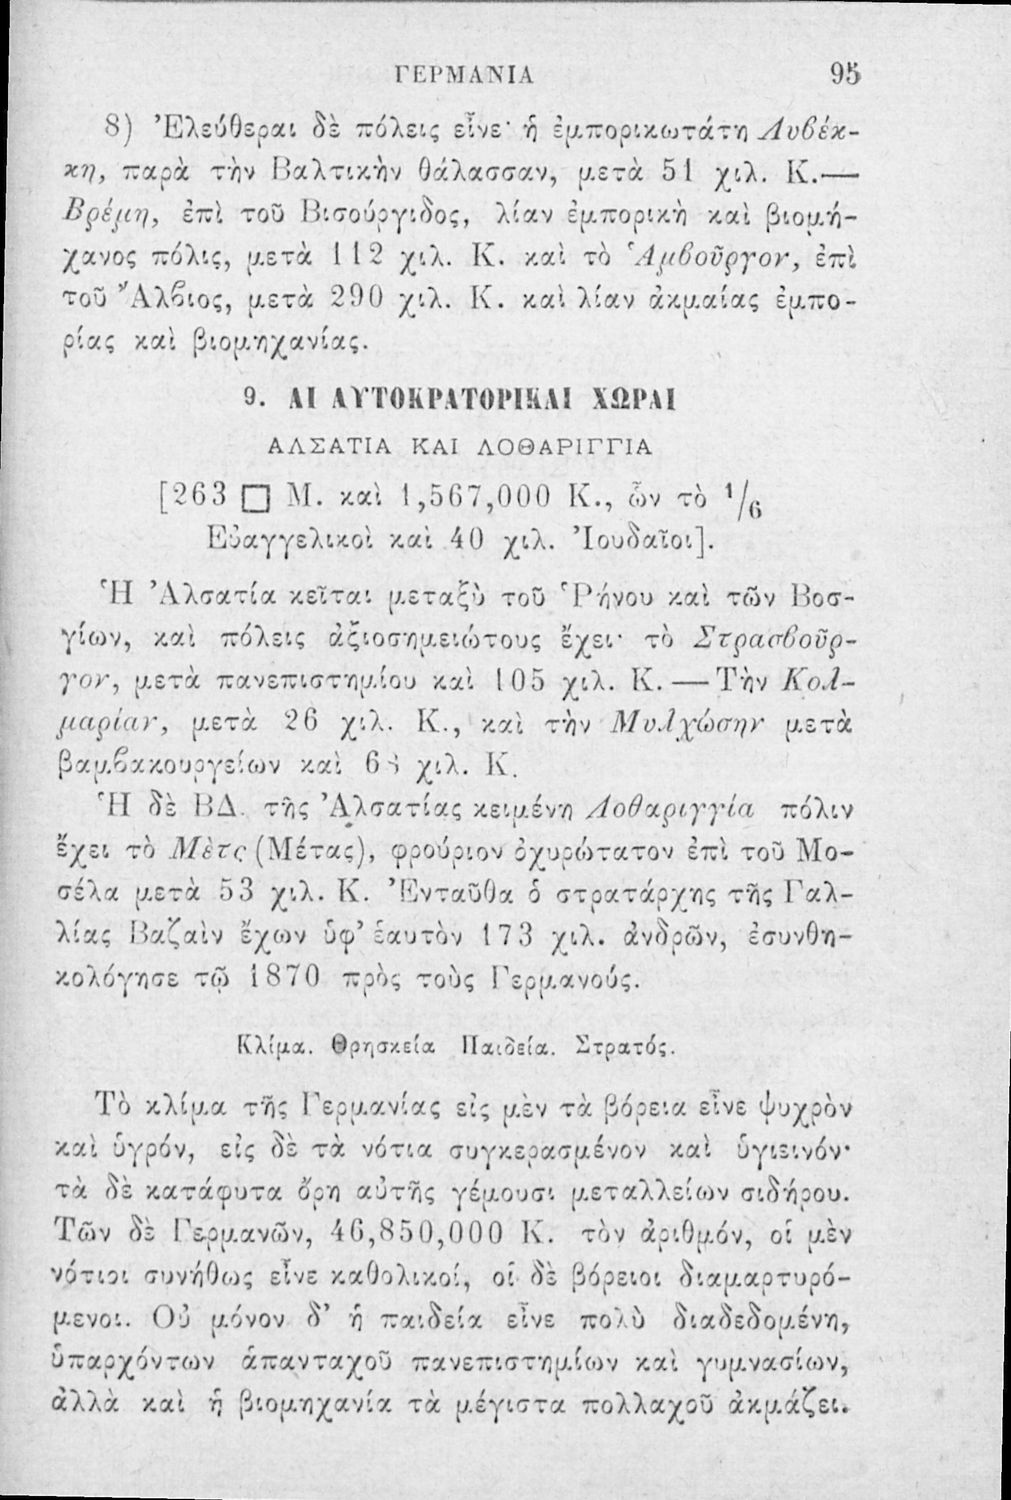 ΓΕΡΜΑΝΙΑ 95
8) Ἐλεύθεραι δὲ πόλεις εἶνε· ἡ ἐμπορικωτάτη Λυβέκ-
κη, παρὰ τὴν Βαλτικὴν θάλασσαν, μετὰ 51 χιλ. Κ.—
Βρέμη, ἐπὶ τοῦ Βισούργιδος, λίαν ἐμπορικὴ καὶ βιομή-
χανος πόλις, μετὰ 112 χιλ. Κ. καὶ τὸ Ἁμβοῦργον, ἐπὶ
τοῦ Ἄλβιος, μετὰ 290 χιλ. Κ. καὶ λίαν ἀκμαίας ἐμπο-
ρίας καὶ βιομηχανίας.
9. ΑΙ ΑΥΤΟΚΡΑΤΟΡΙΚΑΙ ΧΩΡΑΙ
ΑΛΣΑΤΙΑ ΚΑΙ ΛΟΘΑΡΙΓΓΙΑ
[263 □ Μ. καὶ 1,567,000 Κ., ὧν τὸ 1/6
Εὐαγγελικοὶ καὶ 40 χιλ. Ἰουδαῖοι].
Ἡ Ἀλσατία κεῖται μεταξὺ τοῦ Ῥήνου καὶ τῶν Βοσ-
γίων, καὶ πόλεις ἀξιοσημειώτους ἔχει· τὸ Στρασβοῦρ-
γον, μετὰ πανεπιστημίου καὶ 105 χιλ. Κ.— Τὴν Κολ-
μαρίαν, μετὰ 26 χιλ. Κ., καὶ τὴν Μυλχώσην μετὰ
βαμβακουργείων καὶ χιλ. Κ.
Ἡ δὲ ΒΔ. τῆς Ἀλσατίας κειμένη Λοθαριγγία πόλιν
ἔχει τὸ Μὲτς (Μέτας), φρούριον ὀχυρώτατον ἐπὶ τοῦ Μο-
σέλα μετὰ 53 χιλ. Κ. Ἐνταῦθα ὁ στρατάρχης τῆς Γαλ-
λίας Βαζαὶν ἔχων ὑφ’ ἑαυτὸν 173 χιλ. ἀνδρῶν, ἐσυνθη-
κολόγησε τῷ 1870 πρὸς τοὺς Γερμανούς.
Κλίμα. Θρησκεία Παιδεία. Στρατός.
Τὸ κλίμα τῆς Γερμανίας εἰς μὲν τὰ βόρεια εἶνε ψυχρὸν
καὶ ὑγρόν, εἰς δὲ τὰ νότια συγκερασμένον καὶ ὑγιεινόν·
τὰ δὲ κατάφυτα ὄρη αὐτῆς γέμουσι μεταλλείων σιδήρου.
Τῶν δὲ Γερμανῶν, 46,850,000 Κ. τὸν ἀριθμόν, οἱ μὲν
νότιοι συνήθως εἶνε καθολικοί, οἱ δὲ βόρειοι διαμαρτυρό-
μενοι. Οὐ μόνον δ’ ἡ παιδεία εἶνε πολὺ διαδεδομένη,
ὑπαρχόντων ἁπανταχοῦ πανεπιστημίων καὶ γυμνασίων,
ἀλλὰ καὶ ἡ βιομηχανία τὰ μέγιστα πολλαχοῦ ἀκμάζει.